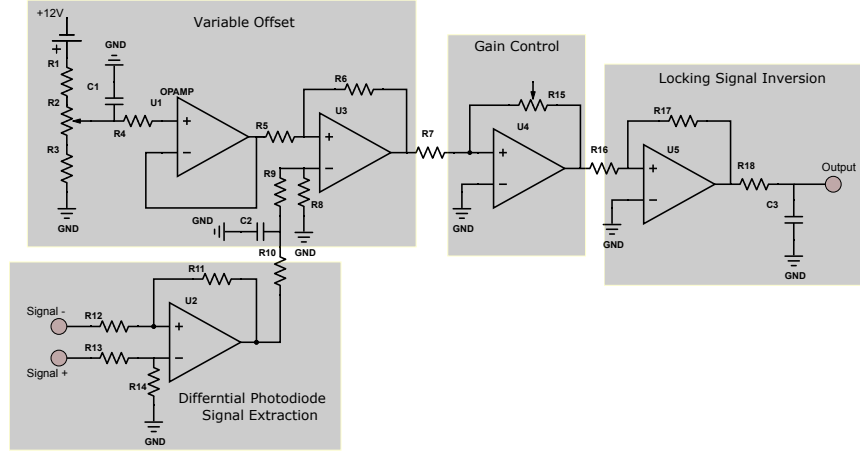 Variable Offset
+12V
+
R1
R2
R3
GND
GND
C1
R4
U1
OPAMP
+
−
R5
R6
U3
+
−
R9
R8
GND
C2
GND
R10
R7
Gain Control
R15
U4
+
−
GND
Locking Signal Inversion
R16
R17
U5
+
−
GND
R18
Output
C3
GND
R11
U2
+
−
Signal -
R12
R13
Signal +
R14
GND
Differntial Photodiode
Signal Extraction